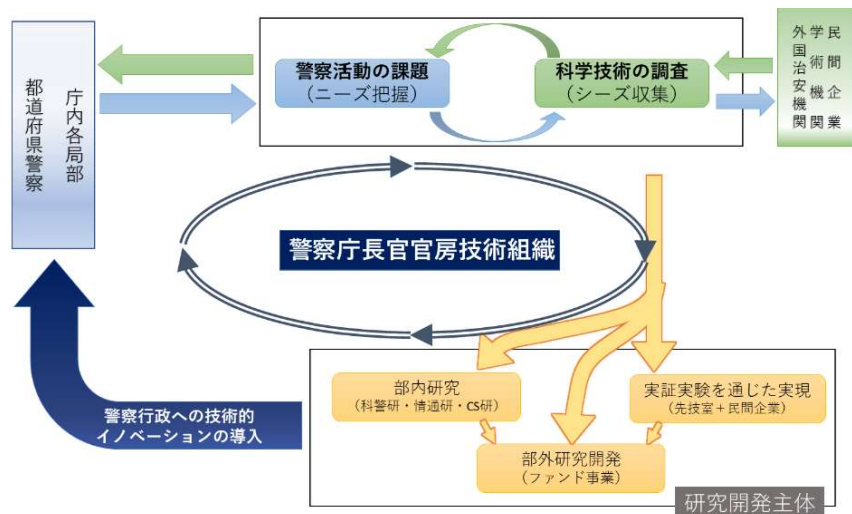 都道府県警察
庁内各局部
警察活動の課題
(ニーズ把握)
科学技術の調査
(シーズ収集)
外国治安機関
学術機関
民間企業
警察庁長官官房技術組織
部内研究
(科警研・情通研・CS研)
実証実験を通じた実現
(先技室+民間企業)
部外研究開発
(ファンド事業)
研究開発主体
警察行政への技術的
イノベーションの導入